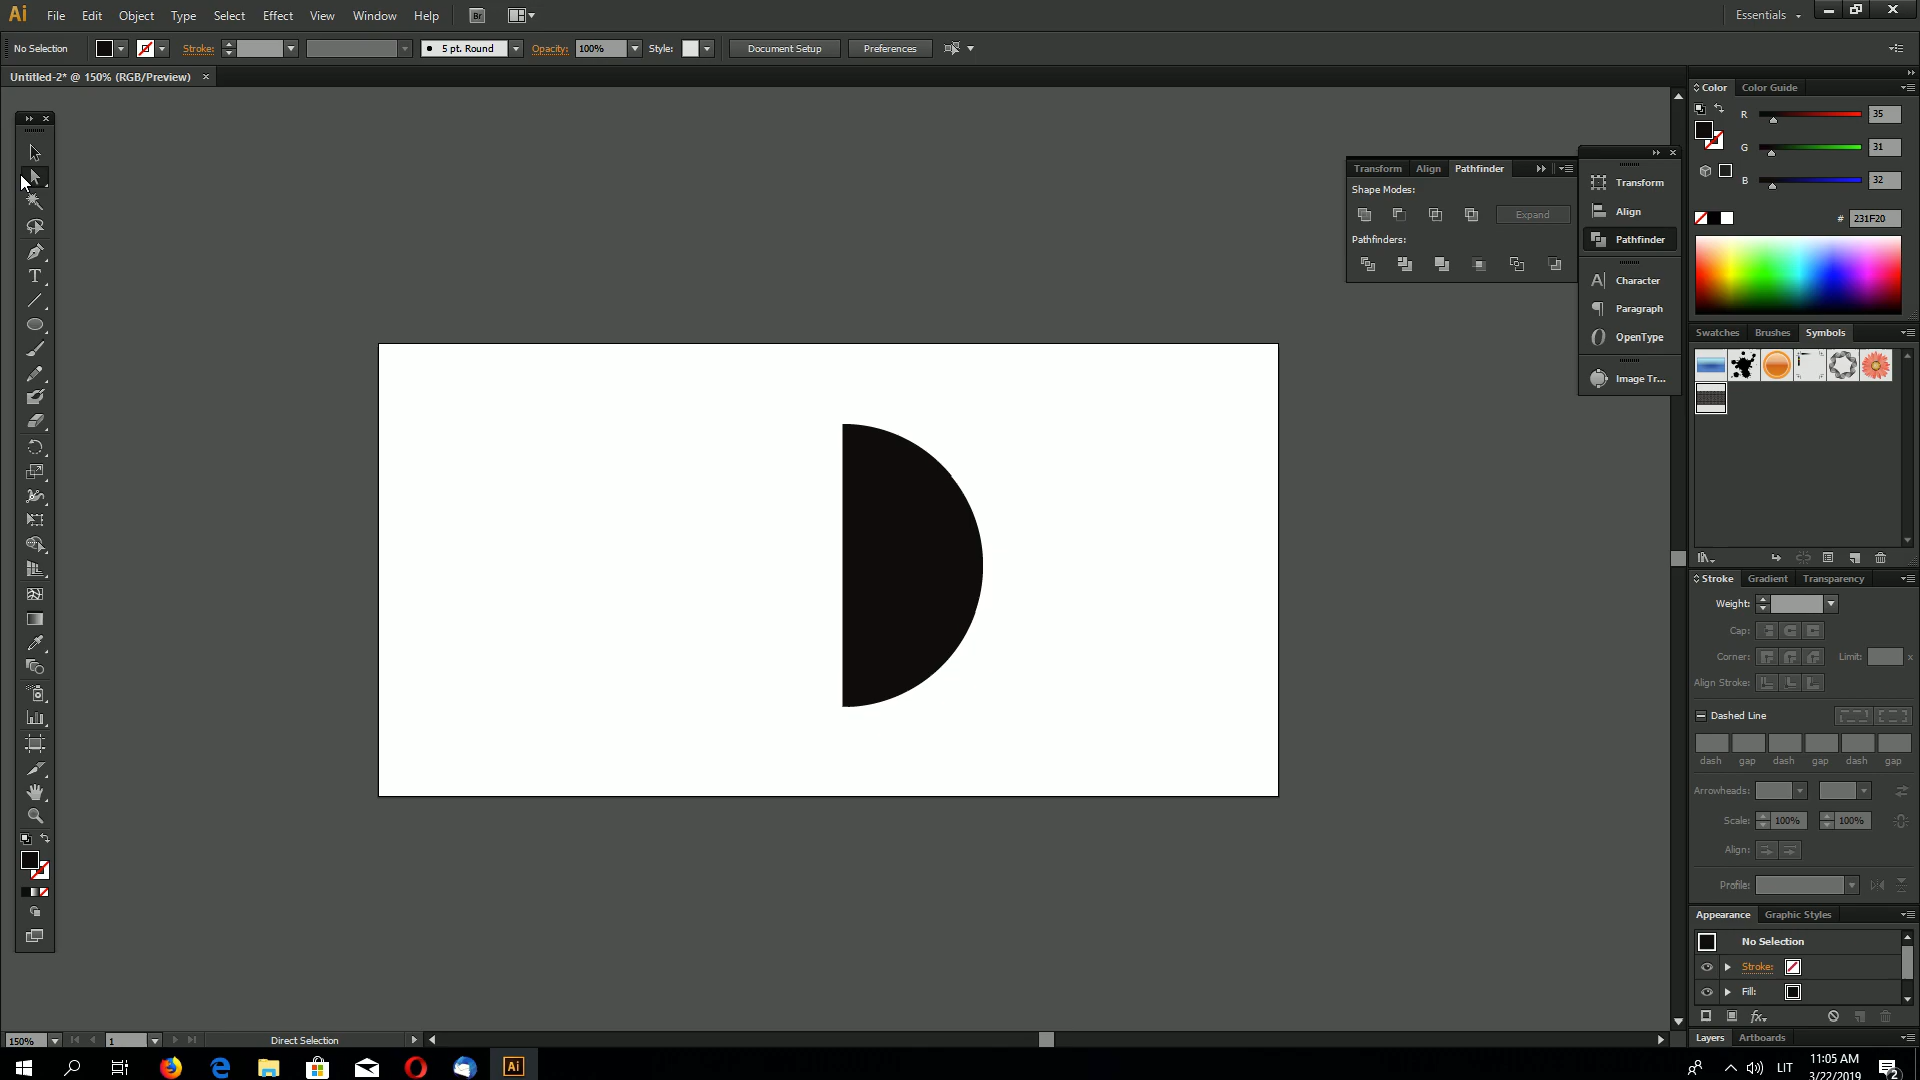 Ai File Edit Object Type Select Effect View Window Help Br Essentials
No Selection Stroke: 5 pt. Round Opacity: 100% Style: Document Setup Preferences
Untitled-2* @ 150% (RGB/Preview)
Color Color Guide
R 35
G 31
B 32
# 231F20
Transform Align Pathfinder
Shape Modes:
Expand
Pathfinders:
Transform
Align
Pathfinder
Character
Paragraph
OpenType
Image Tr...
Swatches Brushes Symbols
Stroke Gradient Transparency
Weight:
Cap:
Corner: Limit: x
Align Stroke:
Dashed Line
dash gap dash gap dash gap
Arrowheads:
Scale: 100% 100%
Align:
Profile:
Appearance Graphic Styles
No Selection
Stroke:
Fill:
fx
Layers Artboards
150% 1 Direct Selection
Ai LIT 11:05 AM
3/22/2019 2